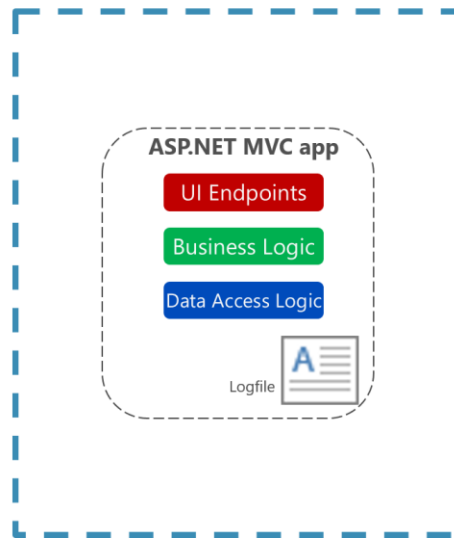 ASP.NET MVC app
UI Endpoints
Business Logic
Data Access Logic
A
Logfile